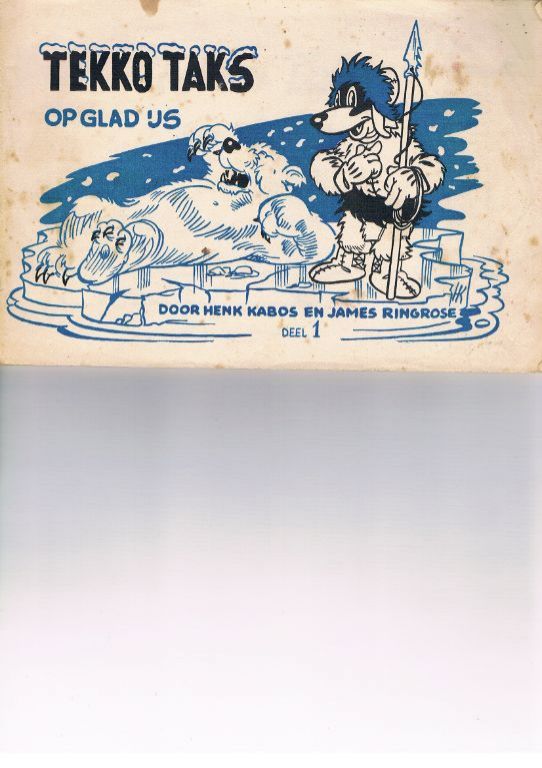 TEKKO TAKS
OP GLAD IJS
DOOR HENK KABOS EN JAMES RINGROSE
DEEL 1